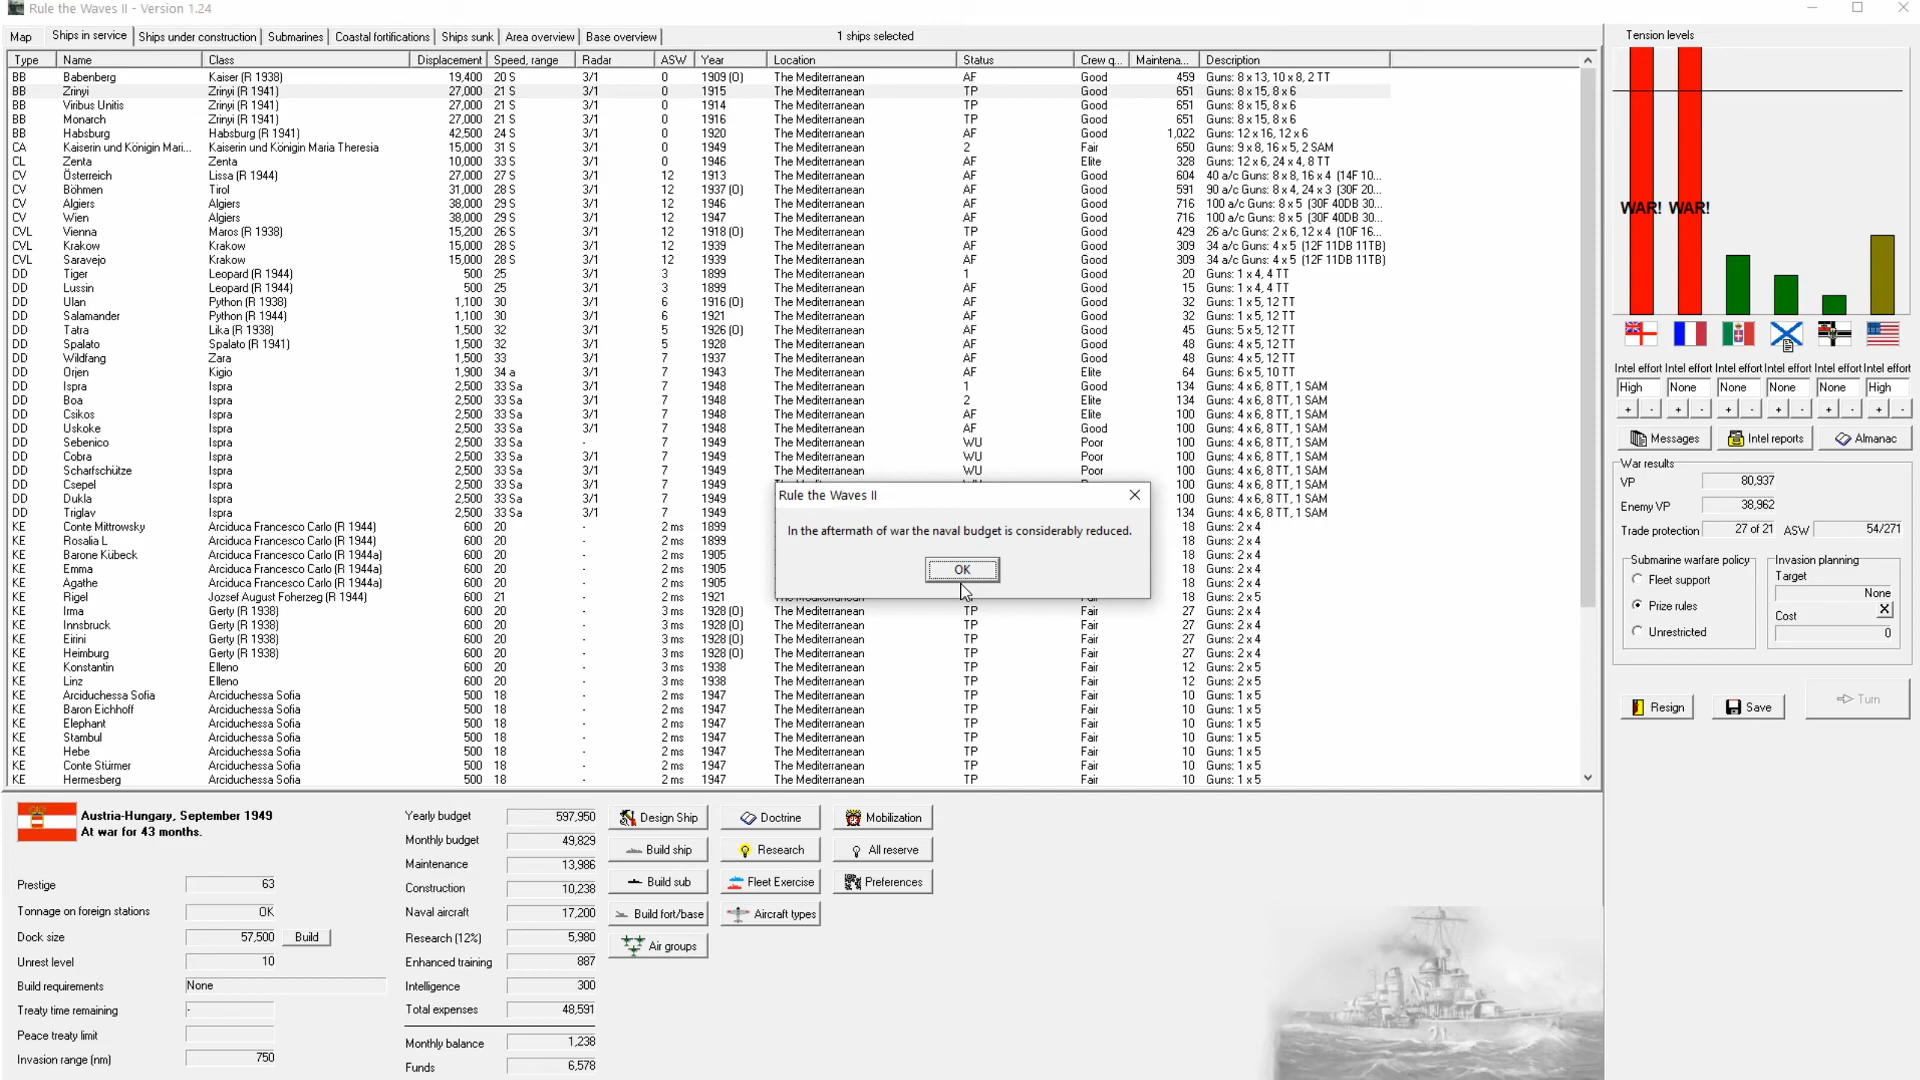 Rule the Waves II - Version 1.24
Map Ships in service Ships under construction Submarines Coastal fortifications Ships sunk Area overview Base overview 1 ships selected
Type Name Class Displacement Speed, range Radar ASW Year Location Status Crew q... Maintena... Description
BB Babenberg Kaiser (R 1938) 19,400 20 S 3/1 0 1909 (O) The Mediterranean AF Good 459 Guns: 8 x 13, 10 x 8, 2 TT
BB Zrinyi Zrinyi (R 1941) 27,000 21 S 3/1 0 1915 The Mediterranean TP Good 651 Guns: 8 x 15, 8 x 6
BB Viribus Unitis Zrinyi (R 1941) 27,000 21 S 3/1 0 1914 The Mediterranean TP Good 651 Guns: 8 x 15, 8 x 6
BB Monarch Zrinyi (R 1941) 27,000 21 S 3/1 0 1916 The Mediterranean TP Good 651 Guns: 8 x 15, 8 x 6
BB Habsburg Habsburg (R 1941) 42,500 24 S 3/1 0 1920 The Mediterranean AF Good 1,022 Guns: 12 x 16, 12 x 6
CA Kaiserin und Königin Mari... Kaiserin und Königin Maria Theresia 15,000 31 S 3/1 0 1949 The Mediterranean 2 Fair 650 Guns: 9 x 8, 16 x 5, 2 SAM
CL Zenta Zenta 10,000 33 S 3/1 0 1946 The Mediterranean AF Elite 328 Guns: 12 x 6, 24 x 4, 8 TT
CV Österreich Lissa (R 1944) 27,000 27 S 3/1 12 1913 The Mediterranean AF Good 604 40 a/c Guns: 8 x 8, 16 x 4 (14F 10...
CV Böhmen Tirol 31,000 28 S 3/1 12 1937 (O) The Mediterranean AF Good 591 90 a/c Guns: 8 x 4, 24 x 3 (30F 20...
CV Algiers Algiers 38,000 29 S 3/1 12 1946 The Mediterranean AF Good 716 100 a/c Guns: 8 x 5 (30F 40DB 30...
CV Wien Algiers 38,000 29 S 3/1 12 1947 The Mediterranean AF Good 716 100 a/c Guns: 8 x 5 (30F 40DB 30...
CVL Vienna Maros (R 1938) 15,200 26 S 3/1 12 1918 (O) The Mediterranean TP Good 429 26 a/c Guns: 2 x 6, 12 x 4 (10F 16...
CVL Krakow Krakow 15,000 28 S 3/1 12 1939 The Mediterranean AF Good 309 34 a/c Guns: 4 x 5 (12F 11DB 11TB)
CVL Saravejo Krakow 15,000 28 S 3/1 12 1939 The Mediterranean AF Good 309 34 a/c Guns: 4 x 5 (12F 11DB 11TB)
DD Tiger Leopard (R 1944) 500 25 3/1 3 1899 The Mediterranean 1 Good 20 Guns: 1 x 4, 4 TT
DD Lussin Leopard (R 1944) 500 25 3/1 3 1899 The Mediterranean AF Good 15 Guns: 1 x 4, 4 TT
DD Ulan Python (R 1938) 1,100 30 3/1 6 1916 (O) The Mediterranean AF Good 32 Guns: 1 x 5, 12 TT
DD Salamander Python (R 1938) 1,100 30 3/1 6 1921 The Mediterranean AF Good 32 Guns: 1 x 5, 12 TT
DD Tatra Lika (R 1938) 1,500 32 3/1 5 1926 (O) The Mediterranean AF Good 45 Guns: 5 x 5, 12 TT
DD Spalato Spalato (R 1941) 1,500 32 3/1 5 1928 The Mediterranean AF Good 48 Guns: 4 x 5, 12 TT
DD Wildfang Zara 1,500 33 3/1 7 1937 The Mediterranean AF Good 48 Guns: 4 x 5, 12 TT
DD Orjen Kigio 1,900 34 a 3/1 7 1943 The Mediterranean AF Elite 64 Guns: 6 x 5, 10 TT
DD Ispra Ispra 2,500 33 Sa 3/1 7 1948 The Mediterranean 1 Good 134 Guns: 4 x 6, 8 TT, 1 SAM
DD Boa Ispra 2,500 33 Sa 3/1 7 1948 The Mediterranean 2 Elite 134 Guns: 4 x 6, 8 TT, 1 SAM
DD Csikos Ispra 2,500 33 Sa 3/1 7 1948 The Mediterranean AF Elite 100 Guns: 4 x 6, 8 TT, 1 SAM
DD Uskoke Ispra 2,500 33 Sa 3/1 7 1948 The Mediterranean AF Good 100 Guns: 4 x 6, 8 TT, 1 SAM
DD Sebenico Ispra 2,500 33 Sa - 7 1949 The Mediterranean WU Poor 100 Guns: 4 x 6, 8 TT, 1 SAM
DD Cobra Ispra 2,500 33 Sa 3/1 7 1949 The Mediterranean WU Poor 100 Guns: 4 x 6, 8 TT, 1 SAM
DD Scharfschütze Ispra 2,500 33 Sa 3/1 7 1949 The Mediterranean WU Poor 100 Guns: 4 x 6, 8 TT, 1 SAM
DD Csepel Ispra 2,500 33 Sa 3/1 7 1949 100 Guns: 4 x 6, 8 TT, 1 SAM
DD Dukla Ispra 2,500 33 Sa 3/1 7 1949 100 Guns: 4 x 6, 8 TT, 1 SAM
DD Triglav Ispra 2,500 33 Sa 3/1 7 1949 134 Guns: 4 x 6, 8 TT, 1 SAM
KE Conte Mittrowsky Arciduca Francesco Carlo (R 1944) 600 20 - 2 ms 1899 18 Guns: 2 x 4
KE Rosalia L Arciduca Francesco Carlo (R 1944) 600 20 - 2 ms 1899 18 Guns: 2 x 4
KE Barone Kübeck Arciduca Francesco Carlo (R 1944a) 600 20 - 2 ms 1905 18 Guns: 2 x 4
KE Emma Arciduca Francesco Carlo (R 1944a) 600 20 - 2 ms 1905 18 Guns: 2 x 4
KE Agathe Arciduca Francesco Carlo (R 1944a) 600 20 - 2 ms 1905 18 Guns: 2 x 4
KE Rigel Jozsef August Foherzeg (R 1944) 600 21 - 2 ms 1921 The Mediterranean Fair 18 Guns: 2 x 5
KE Irma Gerty (R 1938) 600 20 - 3 ms 1928 (O) The Mediterranean TP Fair 27 Guns: 2 x 4
KE Innsbruck Gerty (R 1938) 600 20 - 3 ms 1928 (O) The Mediterranean TP Fair 27 Guns: 2 x 4
KE Eirini Gerty (R 1938) 600 20 - 3 ms 1928 (O) The Mediterranean TP Fair 27 Guns: 2 x 4
KE Heimburg Gerty (R 1938) 600 20 - 3 ms 1928 (O) The Mediterranean TP Fair 27 Guns: 2 x 4
KE Konstantin Elleno 600 20 - 3 ms 1938 The Mediterranean TP Fair 12 Guns: 2 x 5
KE Linz Elleno 600 20 - 3 ms 1938 The Mediterranean TP Fair 12 Guns: 2 x 5
KE Arciduchessa Sofia Arciduchessa Sofia 500 18 - 2 ms 1947 The Mediterranean TP Fair 10 Guns: 1 x 5
KE Baron Eichhoff Arciduchessa Sofia 500 18 - 2 ms 1947 The Mediterranean TP Fair 10 Guns: 1 x 5
KE Elephant Arciduchessa Sofia 500 18 - 2 ms 1947 The Mediterranean TP Fair 10 Guns: 1 x 5
KE Stambul Arciduchessa Sofia 500 18 - 2 ms 1947 The Mediterranean TP Fair 10 Guns: 1 x 5
KE Hebe Arciduchessa Sofia 500 18 - 2 ms 1947 The Mediterranean TP Fair 10 Guns: 1 x 5
KE Conte Stürmer Arciduchessa Sofia 500 18 - 2 ms 1947 The Mediterranean TP Fair 10 Guns: 1 x 5
KE Hermesberg Arciduchessa Sofia 500 18 - 2 ms 1947 The Mediterranean TP Fair 10 Guns: 1 x 5
Rule the Waves II
In the aftermath of war the naval budget is considerably reduced.
OK
Tension levels
WAR! WAR!
Intel effort Intel effort Intel effort Intel effort Intel effort Intel effort
High None None None None High
+ - + - + - + - + - + -
Messages Intel reports Almanac
War results
VP 80,937
Enemy VP 38,962
Trade protection 27 of 21 ASW 54/271
Submarine warfare policy
Fleet support
Prize rules
Unrestricted
Invasion planning
Target
None
Cost X
0
Resign Save Turn
Austria-Hungary, September 1949
At war for 43 months.
Prestige 63
Tonnage on foreign stations OK
Dock size 57,500 Build
Unrest level 10
Build requirements None
Treaty time remaining -
Peace treaty limit
Invasion range (nm) 750
Yearly budget 597,950
Monthly budget 49,829
Maintenance 13,986
Construction 10,238
Naval aircraft 17,200
Research (12%) 5,980
Enhanced training 887
Intelligence 300
Total expenses 48,591
Monthly balance 1,238
Funds 6,578
Design Ship Doctrine Mobilization
Build ship Research All reserve
Build sub Fleet Exercise Preferences
Build fort/base Aircraft types
Air groups